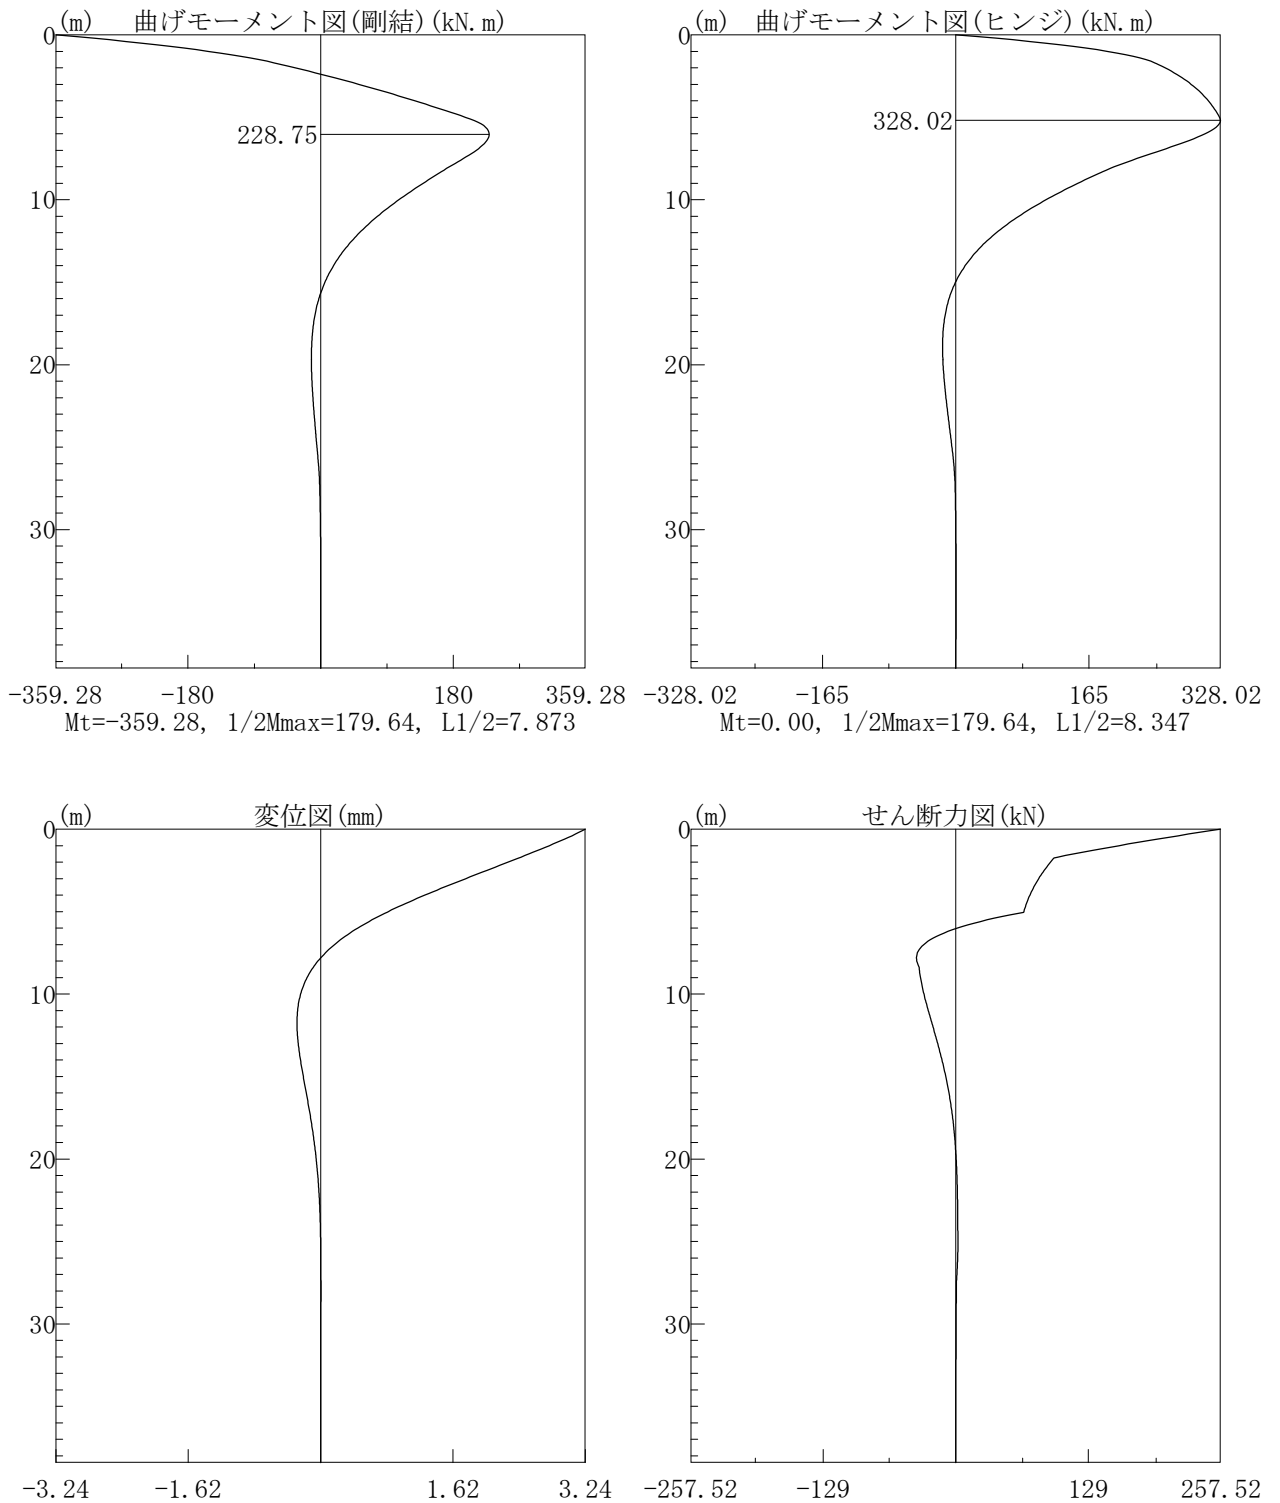 (m) 曲げモーメント図(剛結)(kN.m)
0
228.75
10
20
30
-359.28 -180 180 359.28
Mt=-359.28, 1/2Mmax=179.64, L1/2=7.873
(m) 曲げモーメント図(ヒンジ)(kN.m)
0
328.02
10
20
30
-328.02 -165 165 328.02
Mt=0.00, 1/2Mmax=179.64, L1/2=8.347
(m) 変位図(mm)
0
10
20
30
-3.24 -1.62 1.62 3.24
(m) せん断力図(kN)
0
10
20
30
-257.52 -129 129 257.52